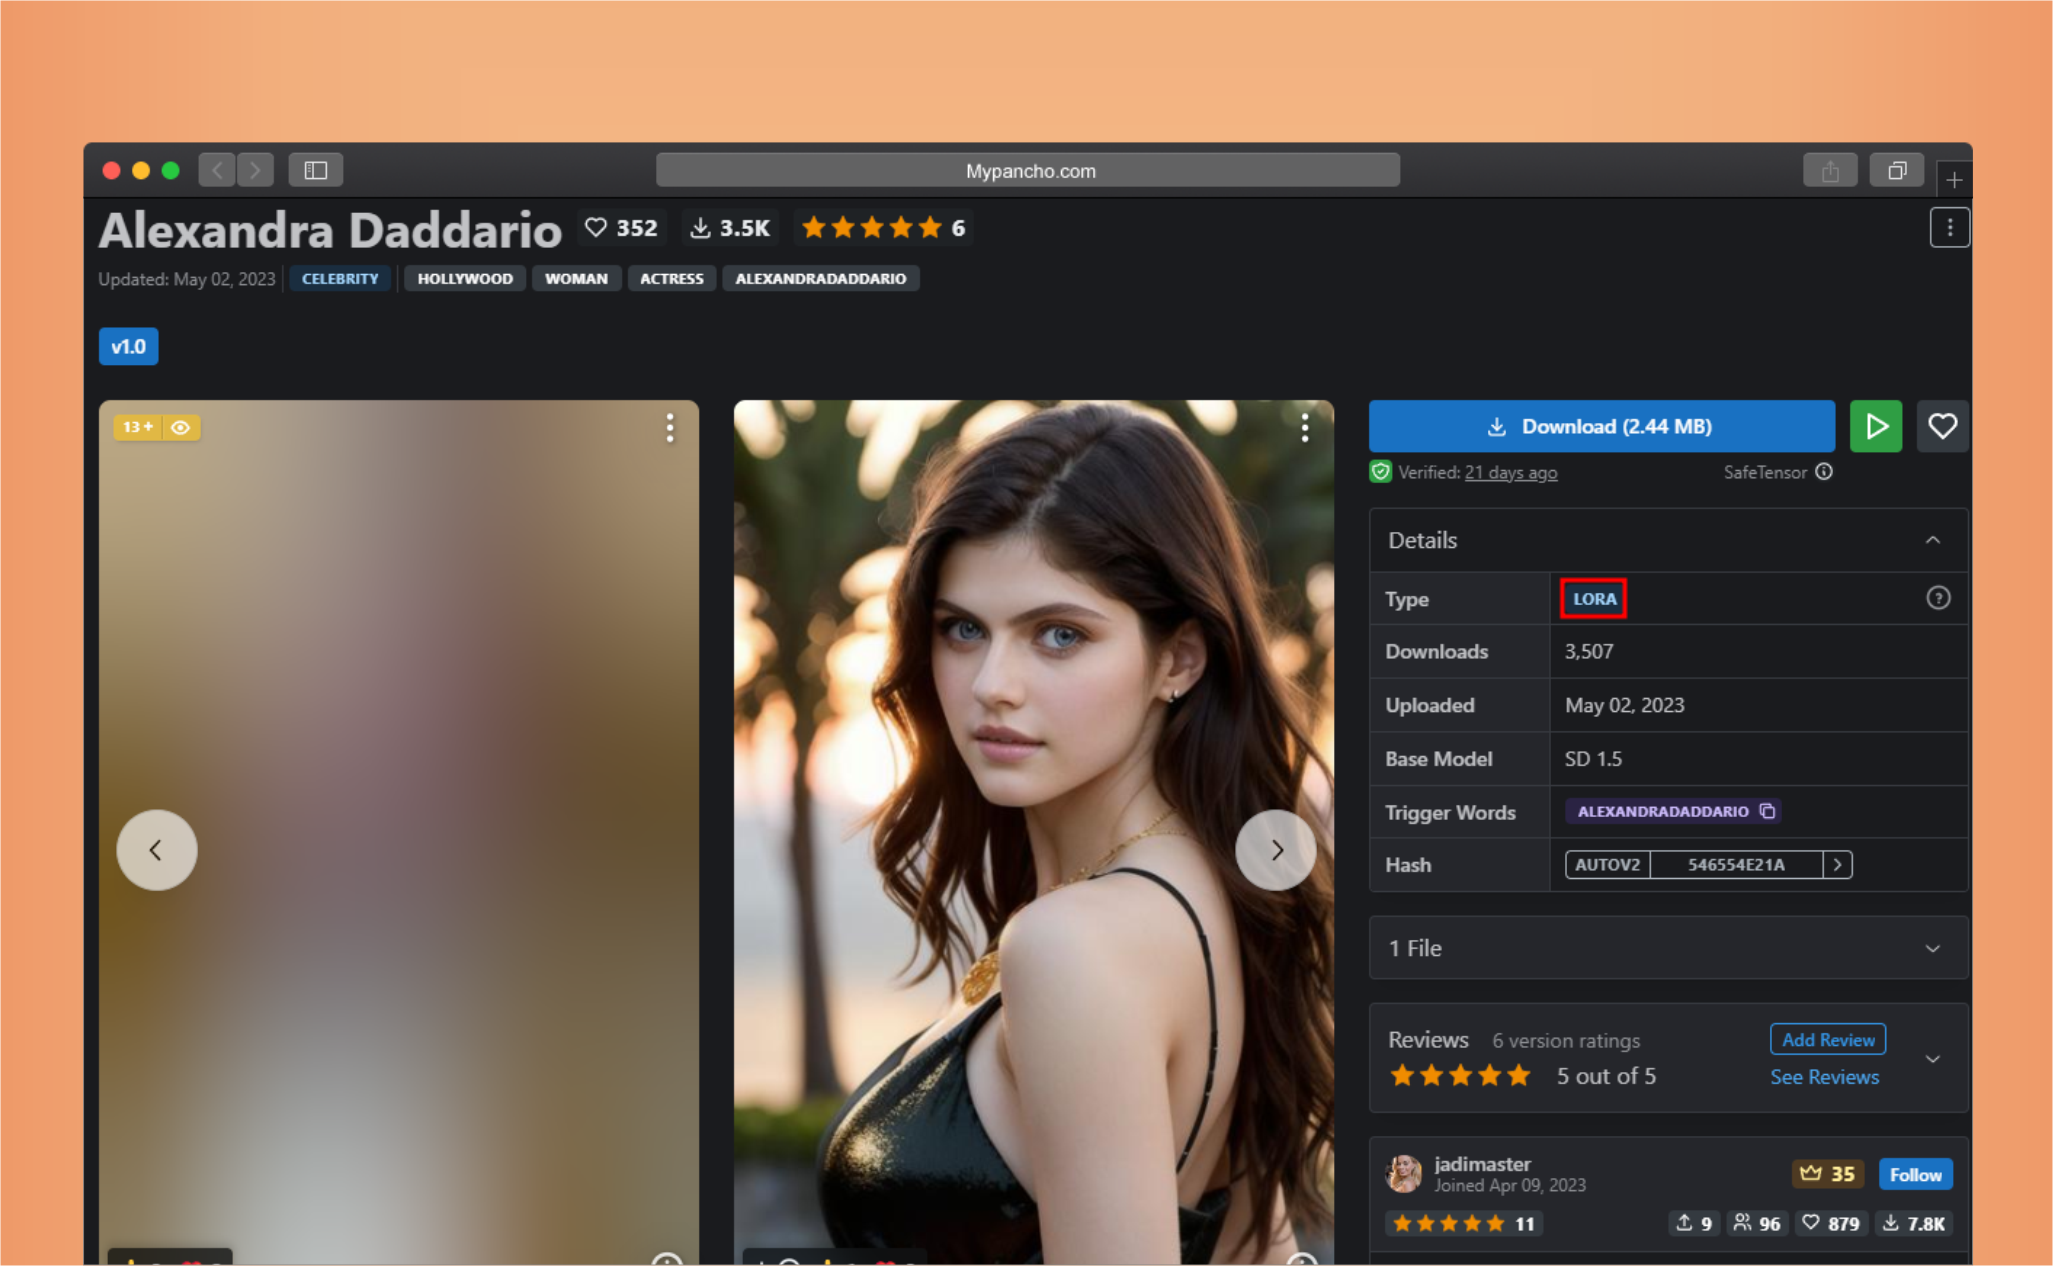 Mypancho.com
Alexandra Daddario 352 3.5K 6
Updated: May 02, 2023 CELEBRITY HOLLYWOOD WOMAN ACTRESS ALEXANDRADADDARIO
v1.0
13+
Download (2.44 MB)
Verified: 21 days ago SafeTensor
Details
Type LORA
Downloads 3,507
Uploaded May 02, 2023
Base Model SD 1.5
Trigger Words ALEXANDRADADDARIO
Hash AUTOV2 546554E21A
1 File
Reviews 6 version ratings Add Review
5 out of 5 See Reviews
jadimaster 35 Follow
Joined Apr 09, 2023
11 9 96 879 7.8K